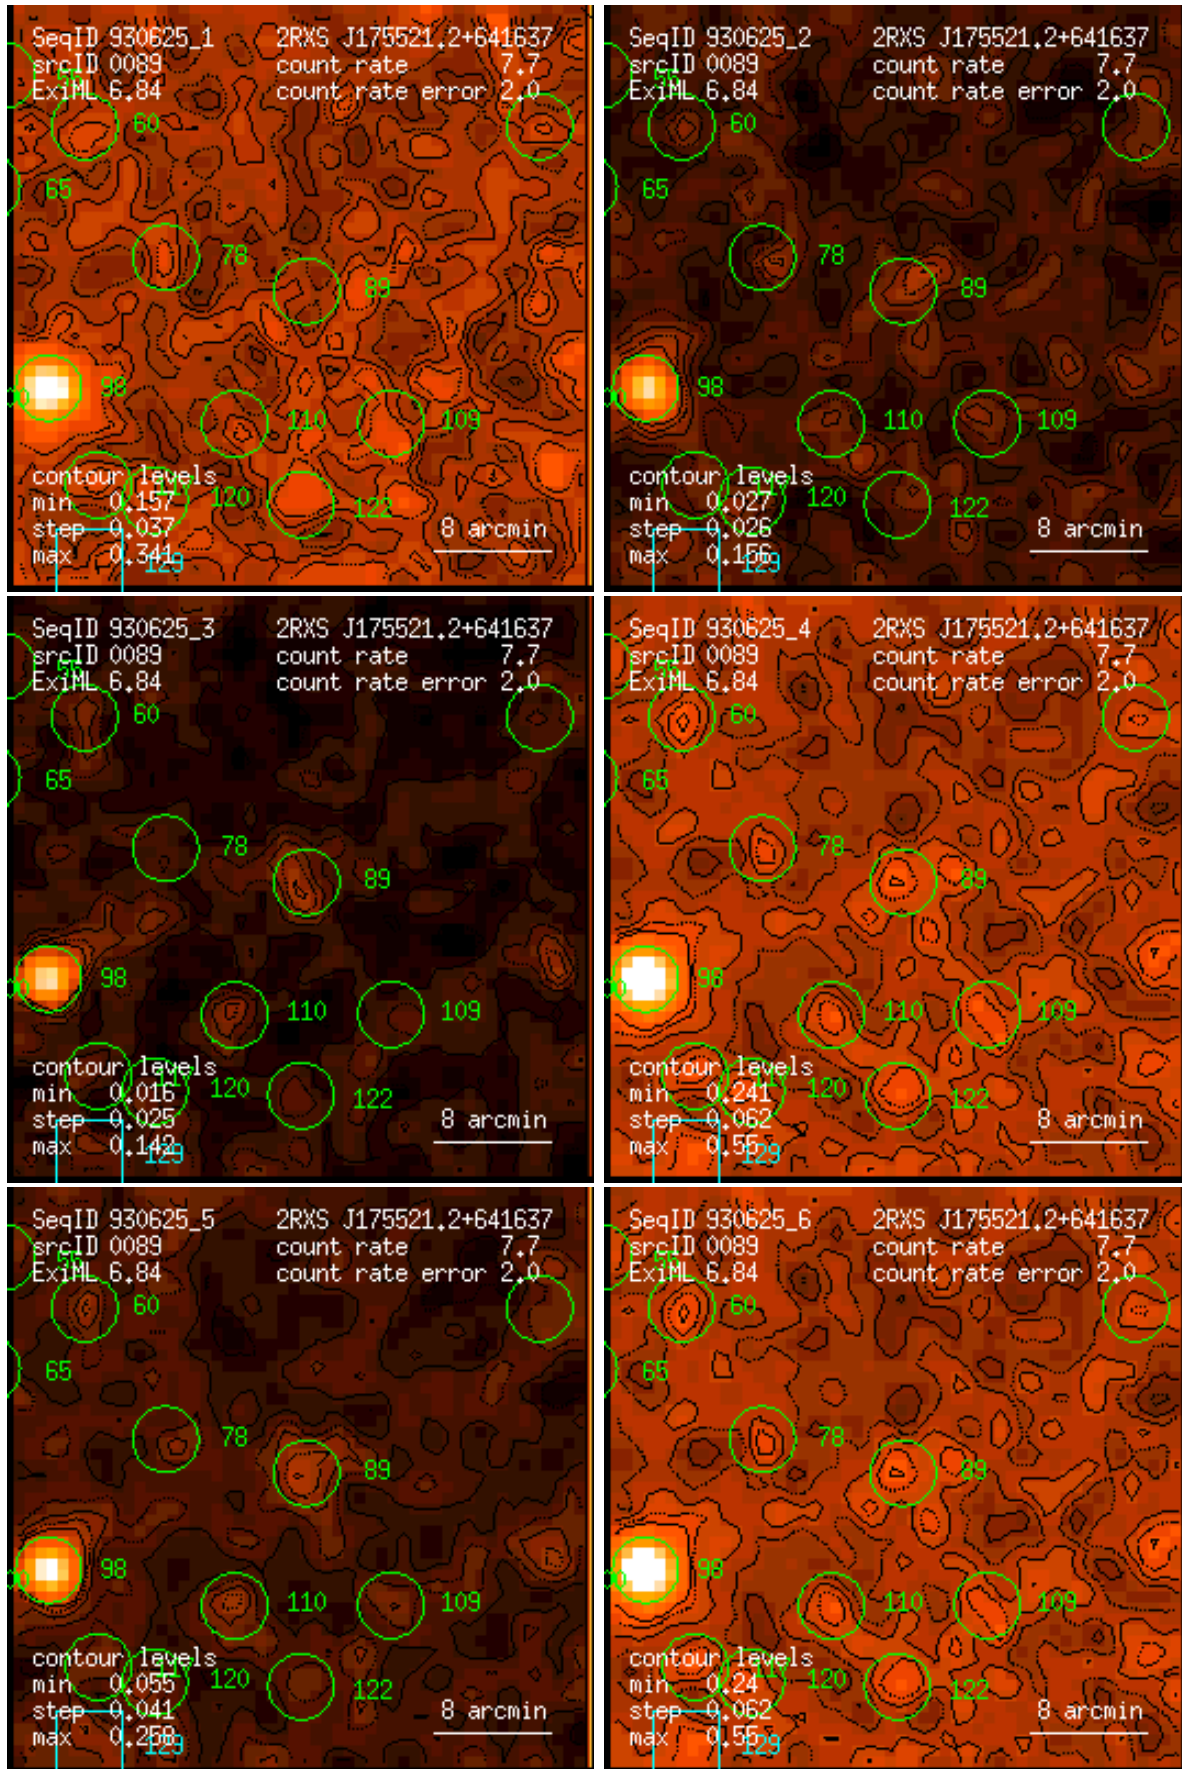 SeqID 930625_1 2RXS J175521.2+641637
srcID 0089 count rate 7.7
ExiML 6.84 count rate error 2.0
60
65
78
89
98
110 109
contour levels
min 0.157
120 122
step 0.037
8 arcmin
max 0.341
129
SeqID 930625_2 2RXS J175521.2+641637
srcID 0089 count rate 7.7
ExiML 6.84 count rate error 2.0
60
65
78
89
98
110 109
contour levels
min 0.027
120 122
step 0.026
8 arcmin
max 0.156
129
SeqID 930625_3 2RXS J175521.2+641637
srcID 0089 count rate 7.7
ExiML 6.84 count rate error 2.0
60
65
78
89
98
110 109
contour levels
min 0.016
120 122
step 0.025
8 arcmin
max 0.142
129
SeqID 930625_4 2RXS J175521.2+641637
srcID 0089 count rate 7.7
ExiML 6.84 count rate error 2.0
60
65
78
89
98
110 109
contour levels
min 0.241
120 122
step 0.062
8 arcmin
max 0.55
129
SeqID 930625_5 2RXS J175521.2+641637
srcID 0089 count rate 7.7
ExiML 6.84 count rate error 2.0
60
65
78
89
98
110 109
contour levels
min 0.055
120 122
step 0.041
8 arcmin
max 0.258
129
SeqID 930625_6 2RXS J175521.2+641637
srcID 0089 count rate 7.7
ExiML 6.84 count rate error 2.0
60
65
78
89
98
110 109
contour levels
min 0.24
120 122
step 0.062
8 arcmin
max 0.55
129